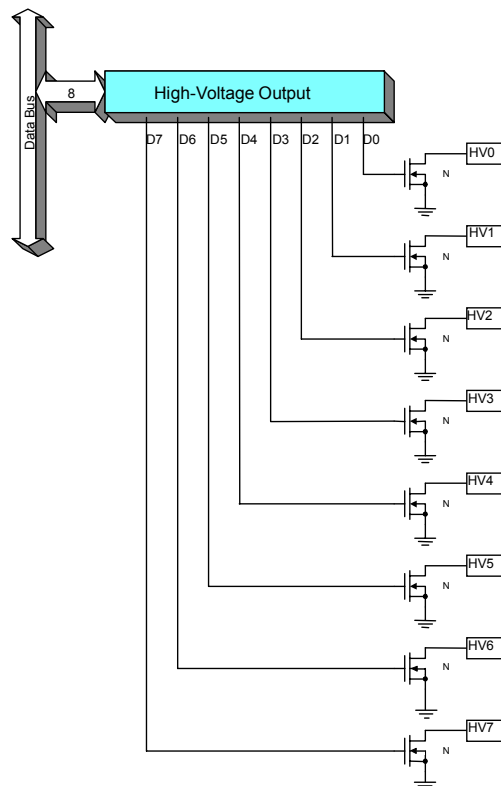 Data Bus
8
High-Voltage Output
D7 D6 D5 D4 D3 D2 D1 D0
HV0
N
HV1
N
HV2
N
HV3
N
HV4
N
HV5
N
HV6
N
HV7
N